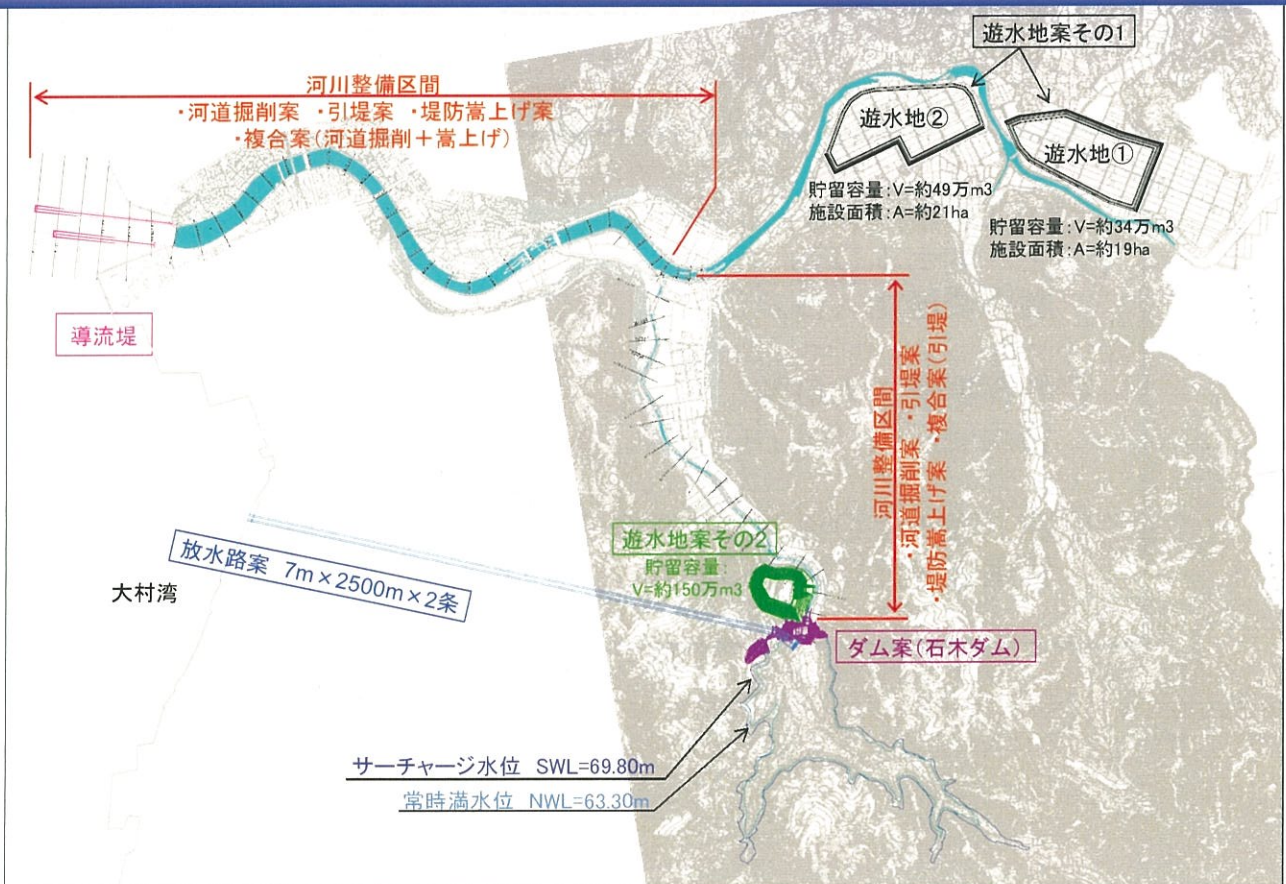 遊水地案その1
河川整備区間
・河道掘削案 ・引堤案 ・堤防嵩上げ案
・複合案(河道掘削＋嵩上げ)
遊水地②
遊水地①
貯留容量:V=約49万m3
施設面積:A=約21ha
貯留容量:V=約34万m3
施設面積:A=約19ha
導流堤
河川整備区間
・河道掘削案 ・引堤案
・堤防嵩上げ案 ・複合案(引堤)
遊水地案その2
貯留容量:
V=約150万m3
放水路案 7m×2500m×2条
大村湾
ダム案(石木ダム)
サーチャージ水位 SWL=69.80m
常時満水位 NWL=63.30m